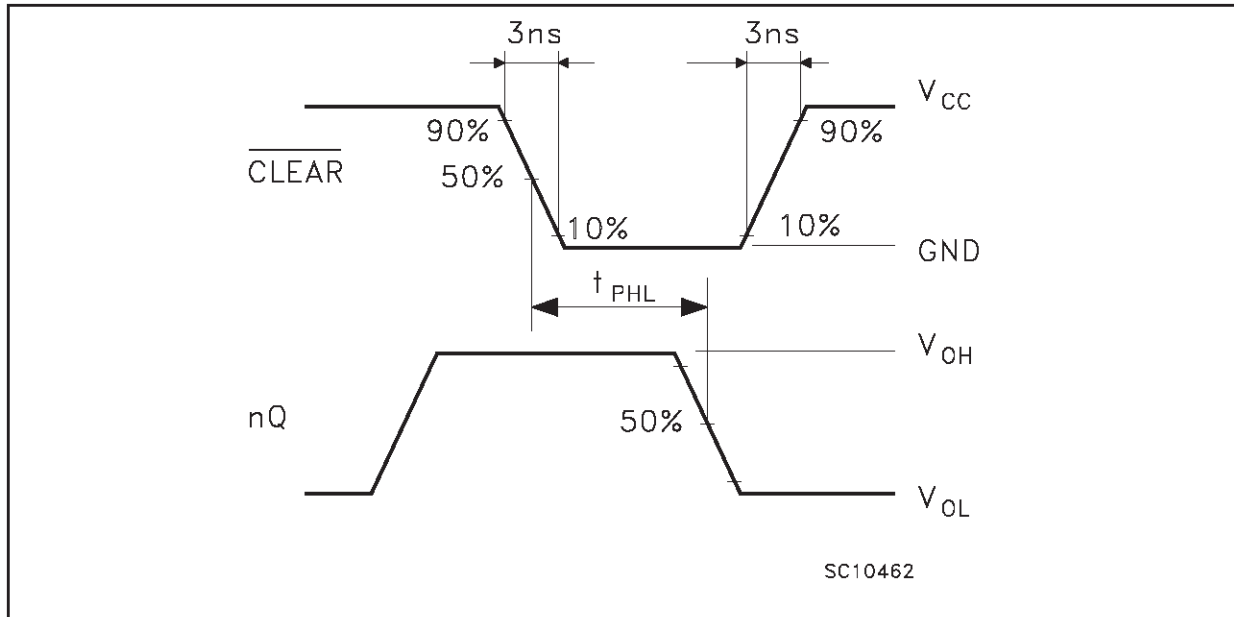 3ns 3ns
V_CC
90% 90%
CLEAR
50%
10% 10%
GND
t_PHL
V_OH
nQ
50%
V_OL
SC10462